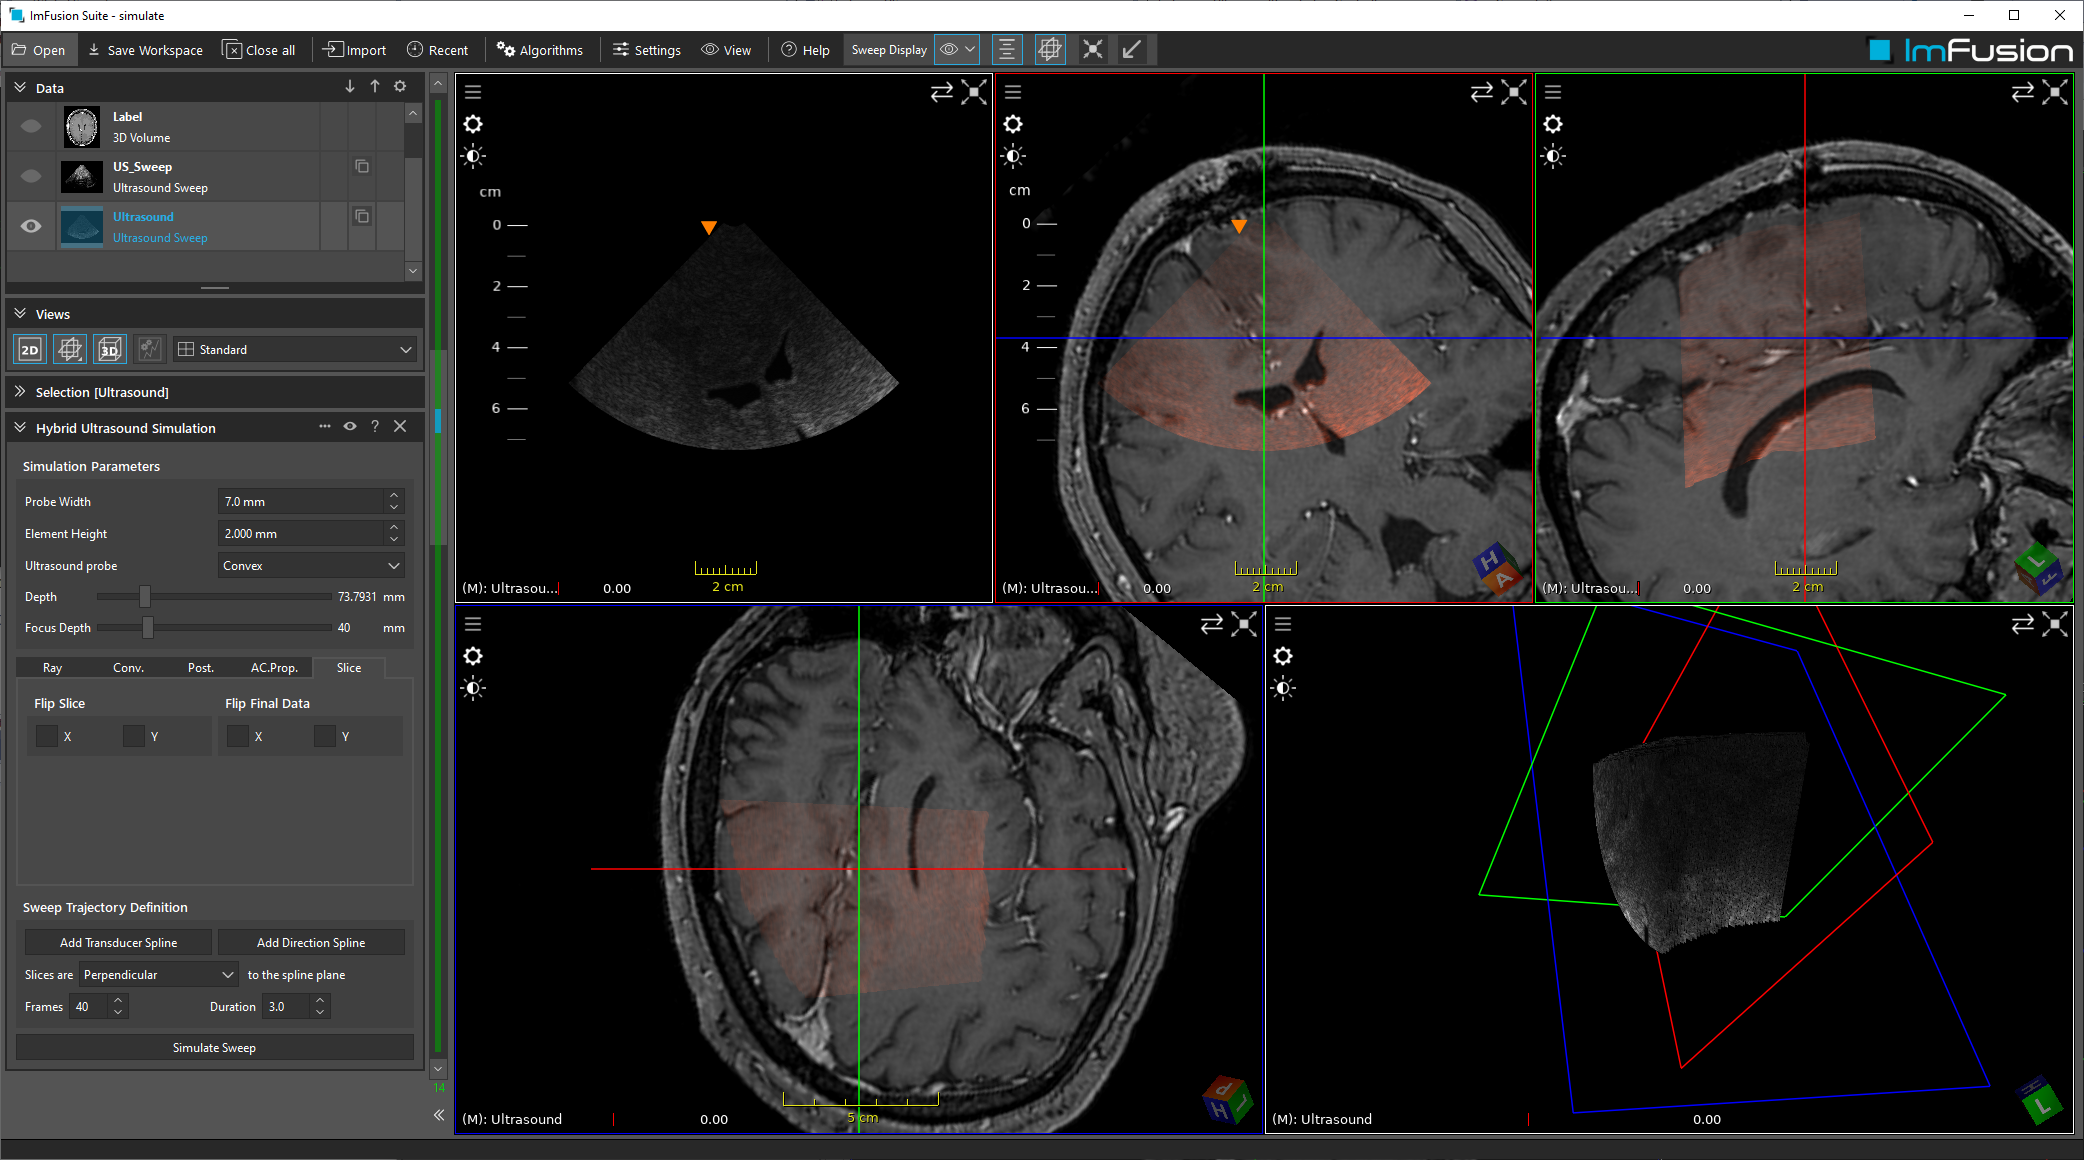 ImFusion Suite - simulate
Open Save Workspace Close all Import Recent Algorithms Settings View Help Sweep Display
ImFusion
Data
Label
3D Volume
US_Sweep
Ultrasound Sweep
Ultrasound
Ultrasound Sweep
Views
2D 3D Standard
Selection [Ultrasound]
Hybrid Ultrasound Simulation ?
Simulation Parameters
Probe Width 7.0 mm
Element Height 2.000 mm
Ultrasound probe Convex
Depth 73.7931 mm
Focus Depth 40 mm
Ray Conv. Post. AC.Prop. Slice
Flip Slice Flip Final Data
X Y X Y
Sweep Trajectory Definition
Add Transducer Spline Add Direction Spline
Slices are Perpendicular to the spline plane
Frames 40 Duration 3.0
Simulate Sweep
14
cm
0
2
4
6
2 cm
(M): Ultrasou... 0.00
cm
0
2
4
6
H
A
2 cm
(M): Ultrasou... 0.00
L
F
2 cm
(M): Ultrasou... 0.00
P
H
L
5 cm
(M): Ultrasound 0.00
H
L
(M): Ultrasound 0.00